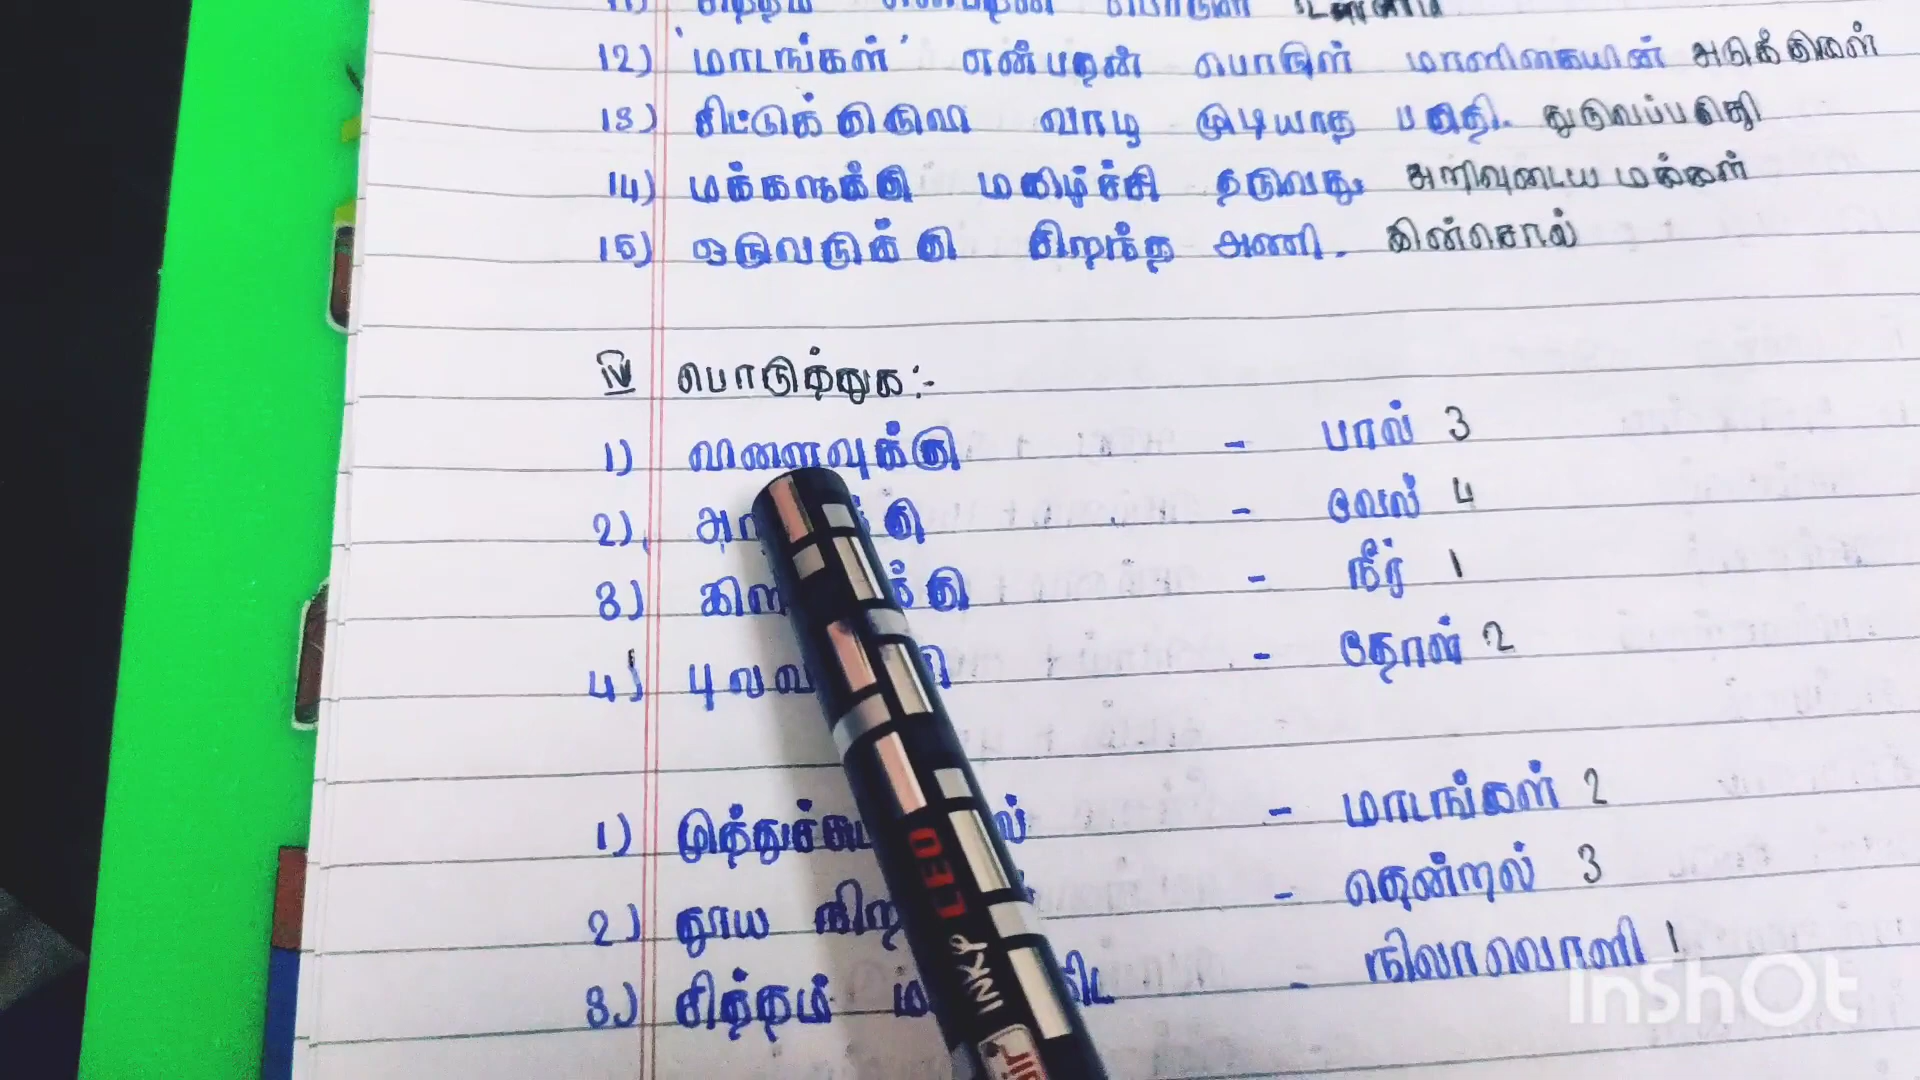 12) 'மாடங்கள்' என்பதன் பொருள் மாளிகையின் அடுக்குகள்
13) சிட்டுக்குருவி வாழ முடியாத பகுதி. துருவப்பகுதி
14) மக்களுக்கு மகிழ்ச்சி தருவது அறிவுடைய மக்கள்
15) ஒருவருக்கு சிறந்த அணி. இன்சொல்
IV பொருத்துக:-
1) விளைவுக்கு - பால் 3
2) க்கு - வேல் 4
3) க்கு - நீர் 1
4) - தோள் 2
1) - மாடங்கள் 2
2) தூய - தென்றல் 3
3) சித்தம் - நிலாவொளி 1
INKP LEO
InShOt